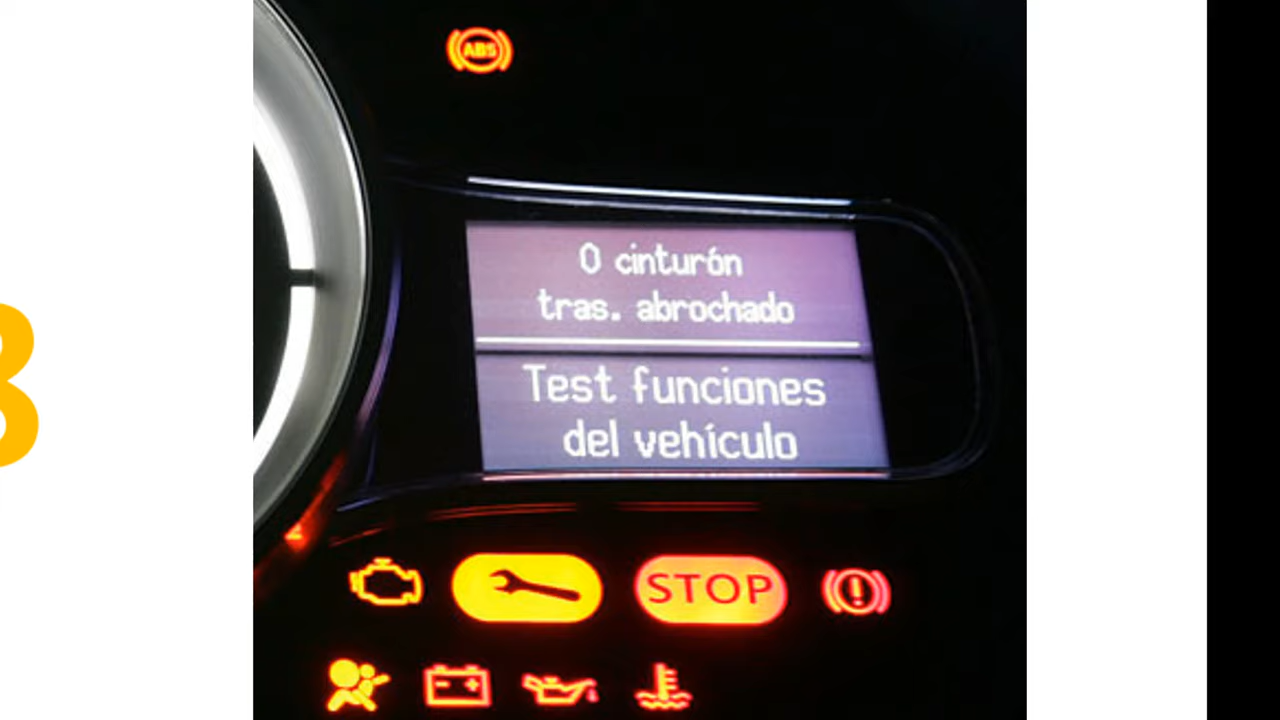 ABS
0 cinturón
tras. abrochado
Test funciones
del vehículo
STOP